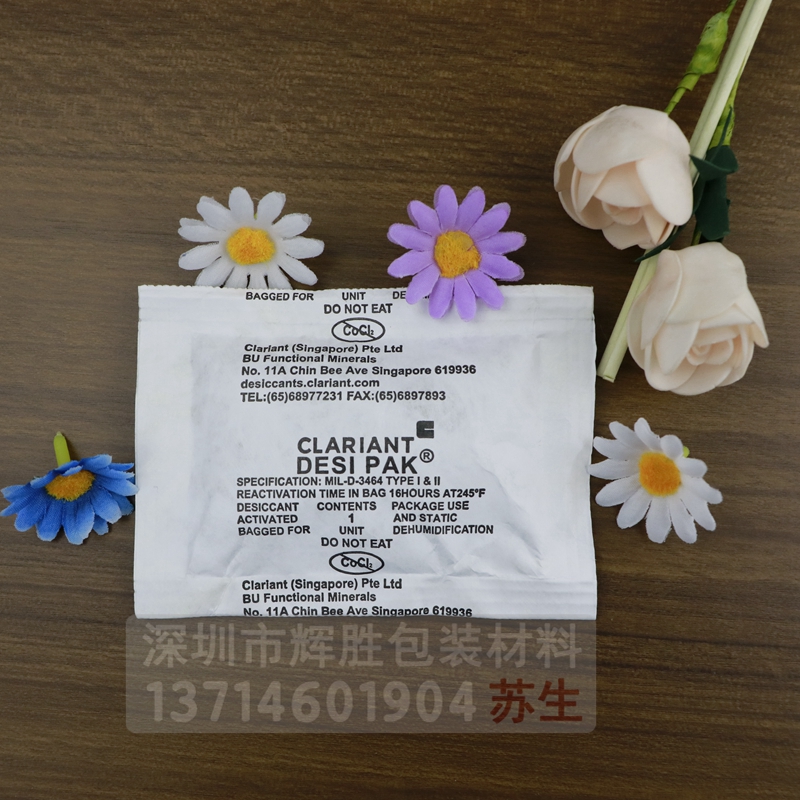 BAGGED FOR UNIT
DO NOT EAT
CoCl₂
Clariant (Singapore) Pte Ltd
BU Functional Minerals
No. 11A Chin Bee Ave Singapore 619936
desiccants.clariant.com
TEL:(65)68977231 FAX:(65)6897893
CLARIANT
DESI PAK®
SPECIFICATION: MIL-D-3464 TYPE I & II
REACTIVATION TIME IN BAG 16HOURS AT245°F
DESICCANT CONTENTS PACKAGE USE
ACTIVATED 1 AND STATIC
BAGGED FOR UNIT DEHUMIDIFICATION
DO NOT EAT
CoCl₂
Clariant (Singapore) Pte Ltd
BU Functional Minerals
No. 11A Chin Bee Ave Singapore 619936
深圳市辉胜包装材料
13714601904 苏生